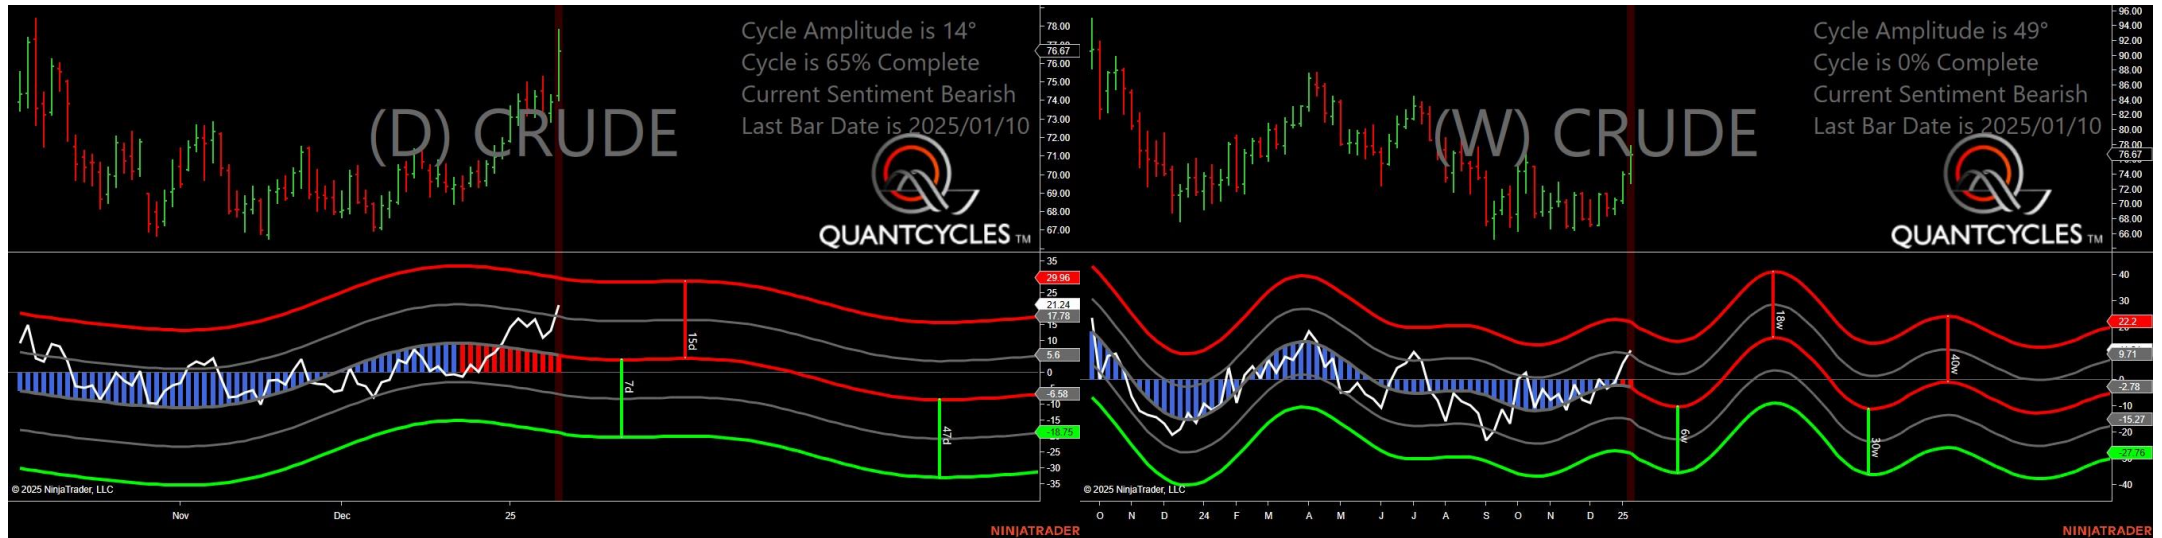 Cycle Amplitude is 14°
Cycle is 65% Complete
Current Sentiment Bearish
Last Bar Date is 2025/01/10
(D) CRUDE
QUANTCYCLES TM
78.00
76.67
76.00
75.00
74.00
73.00
72.00
71.00
70.00
69.00
68.00
67.00
35
29.96
25
21.24
17.78
15
10
5.6
0
-6.58
-10
-15
-18.75
-25
-30
-35
15d
7d
47d
© 2025 NinjaTrader, LLC
Nov Dec 25
NINJATRADER
Cycle Amplitude is 49°
Cycle is 0% Complete
Current Sentiment Bearish
Last Bar Date is 2025/01/10
(W) CRUDE
QUANTCYCLES TM
96.00
94.00
92.00
90.00
88.00
86.00
84.00
82.00
80.00
78.00
76.67
74.00
72.00
70.00
68.00
66.00
40
30
22.2
9.71
-2.78
-10
-15.27
-20
-27.76
-40
18w
40w
6w
30w
© 2025 NinjaTrader, LLC
O N D 24 F M A M J J A S O N D 25
NINJATRADER